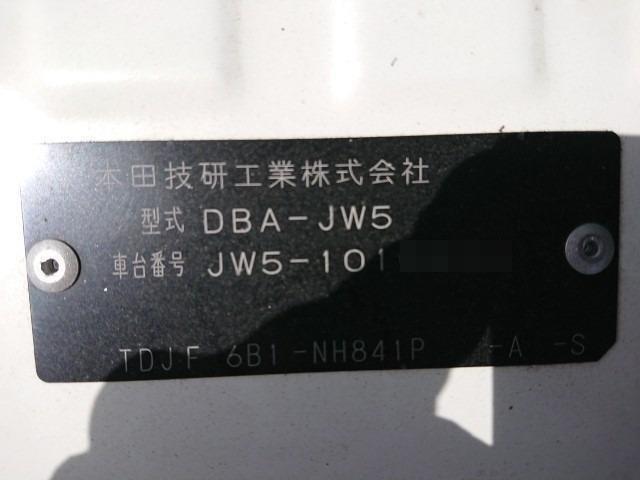 本田技研工業株式会社
型式 DBA-JW5
車台番号 JW5-101
TDJF 6B1-NH841P -A -S